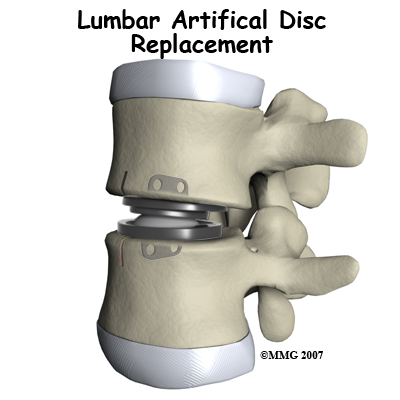 Lumbar Artifical Disc
Replacement
©MMG 2007